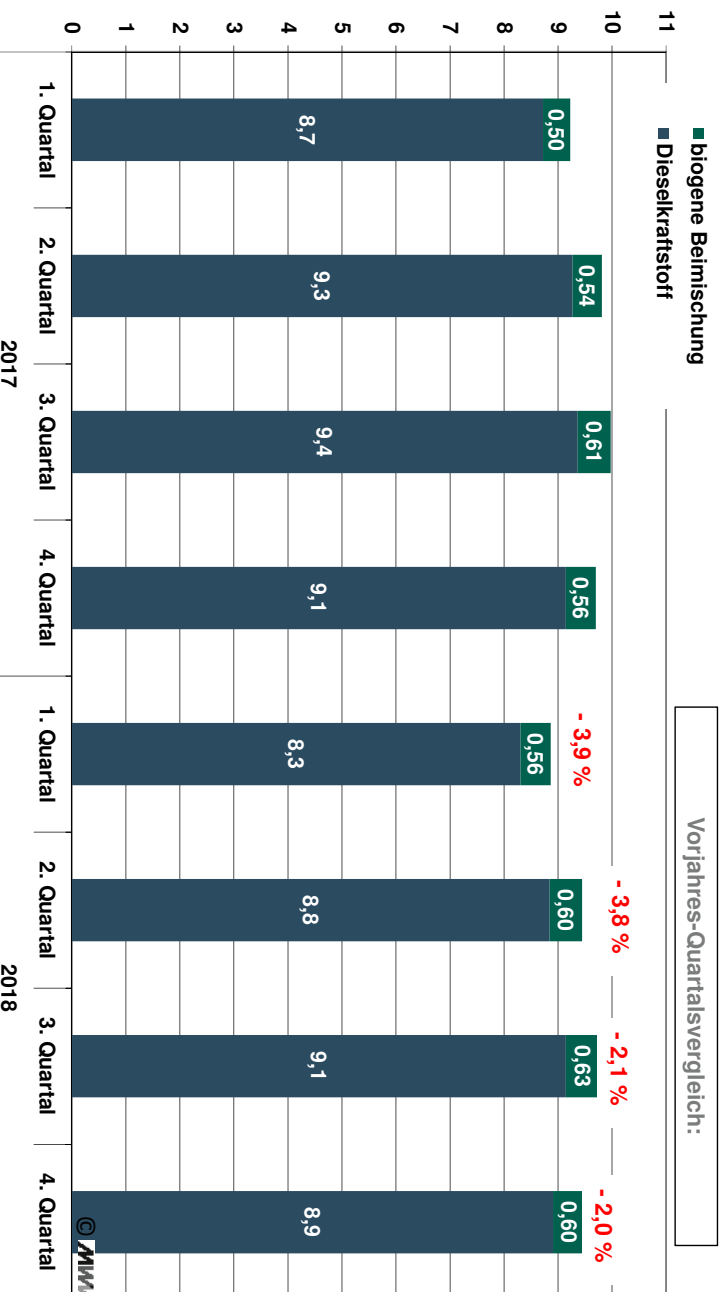 Vorjahres-Quartalsvergleich:
biogene Beimischung
Dieselkraftstoff
11
10
9
8
7
6
5
4
3
2
1
0
- 3,9 %
- 3,8 %
- 2,1 %
- 2,0 %
0,50
0,54
0,61
0,56
0,56
0,60
0,63
0,60
8,7
9,3
9,4
9,1
8,3
8,8
9,1
8,9
1. Quartal
2. Quartal
3. Quartal
4. Quartal
1. Quartal
2. Quartal
3. Quartal
4. Quartal
2017
2018